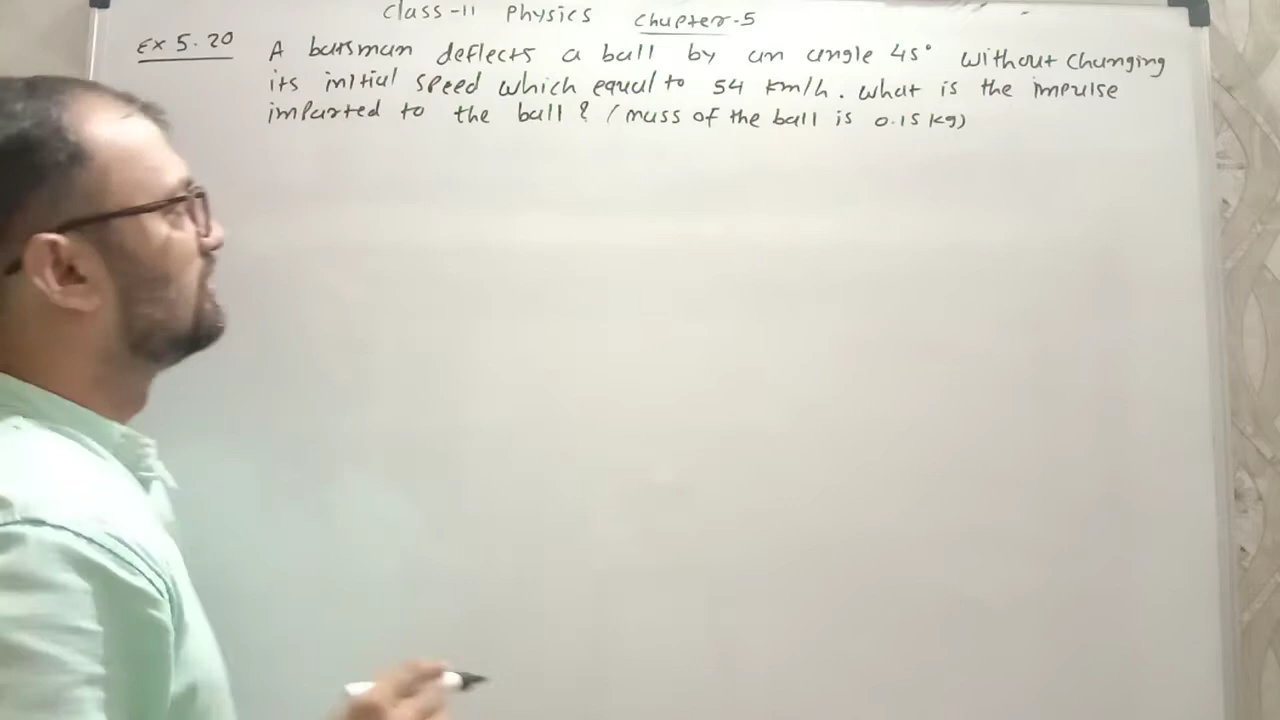 Class-11 Physics Chapter-5
Ex 5.20 A batsman deflects a ball by an angle 45° without changing
its initial speed which equal to 54 km/h. what is the impulse
imparted to the ball? (mass of the ball is 0.15 kg)